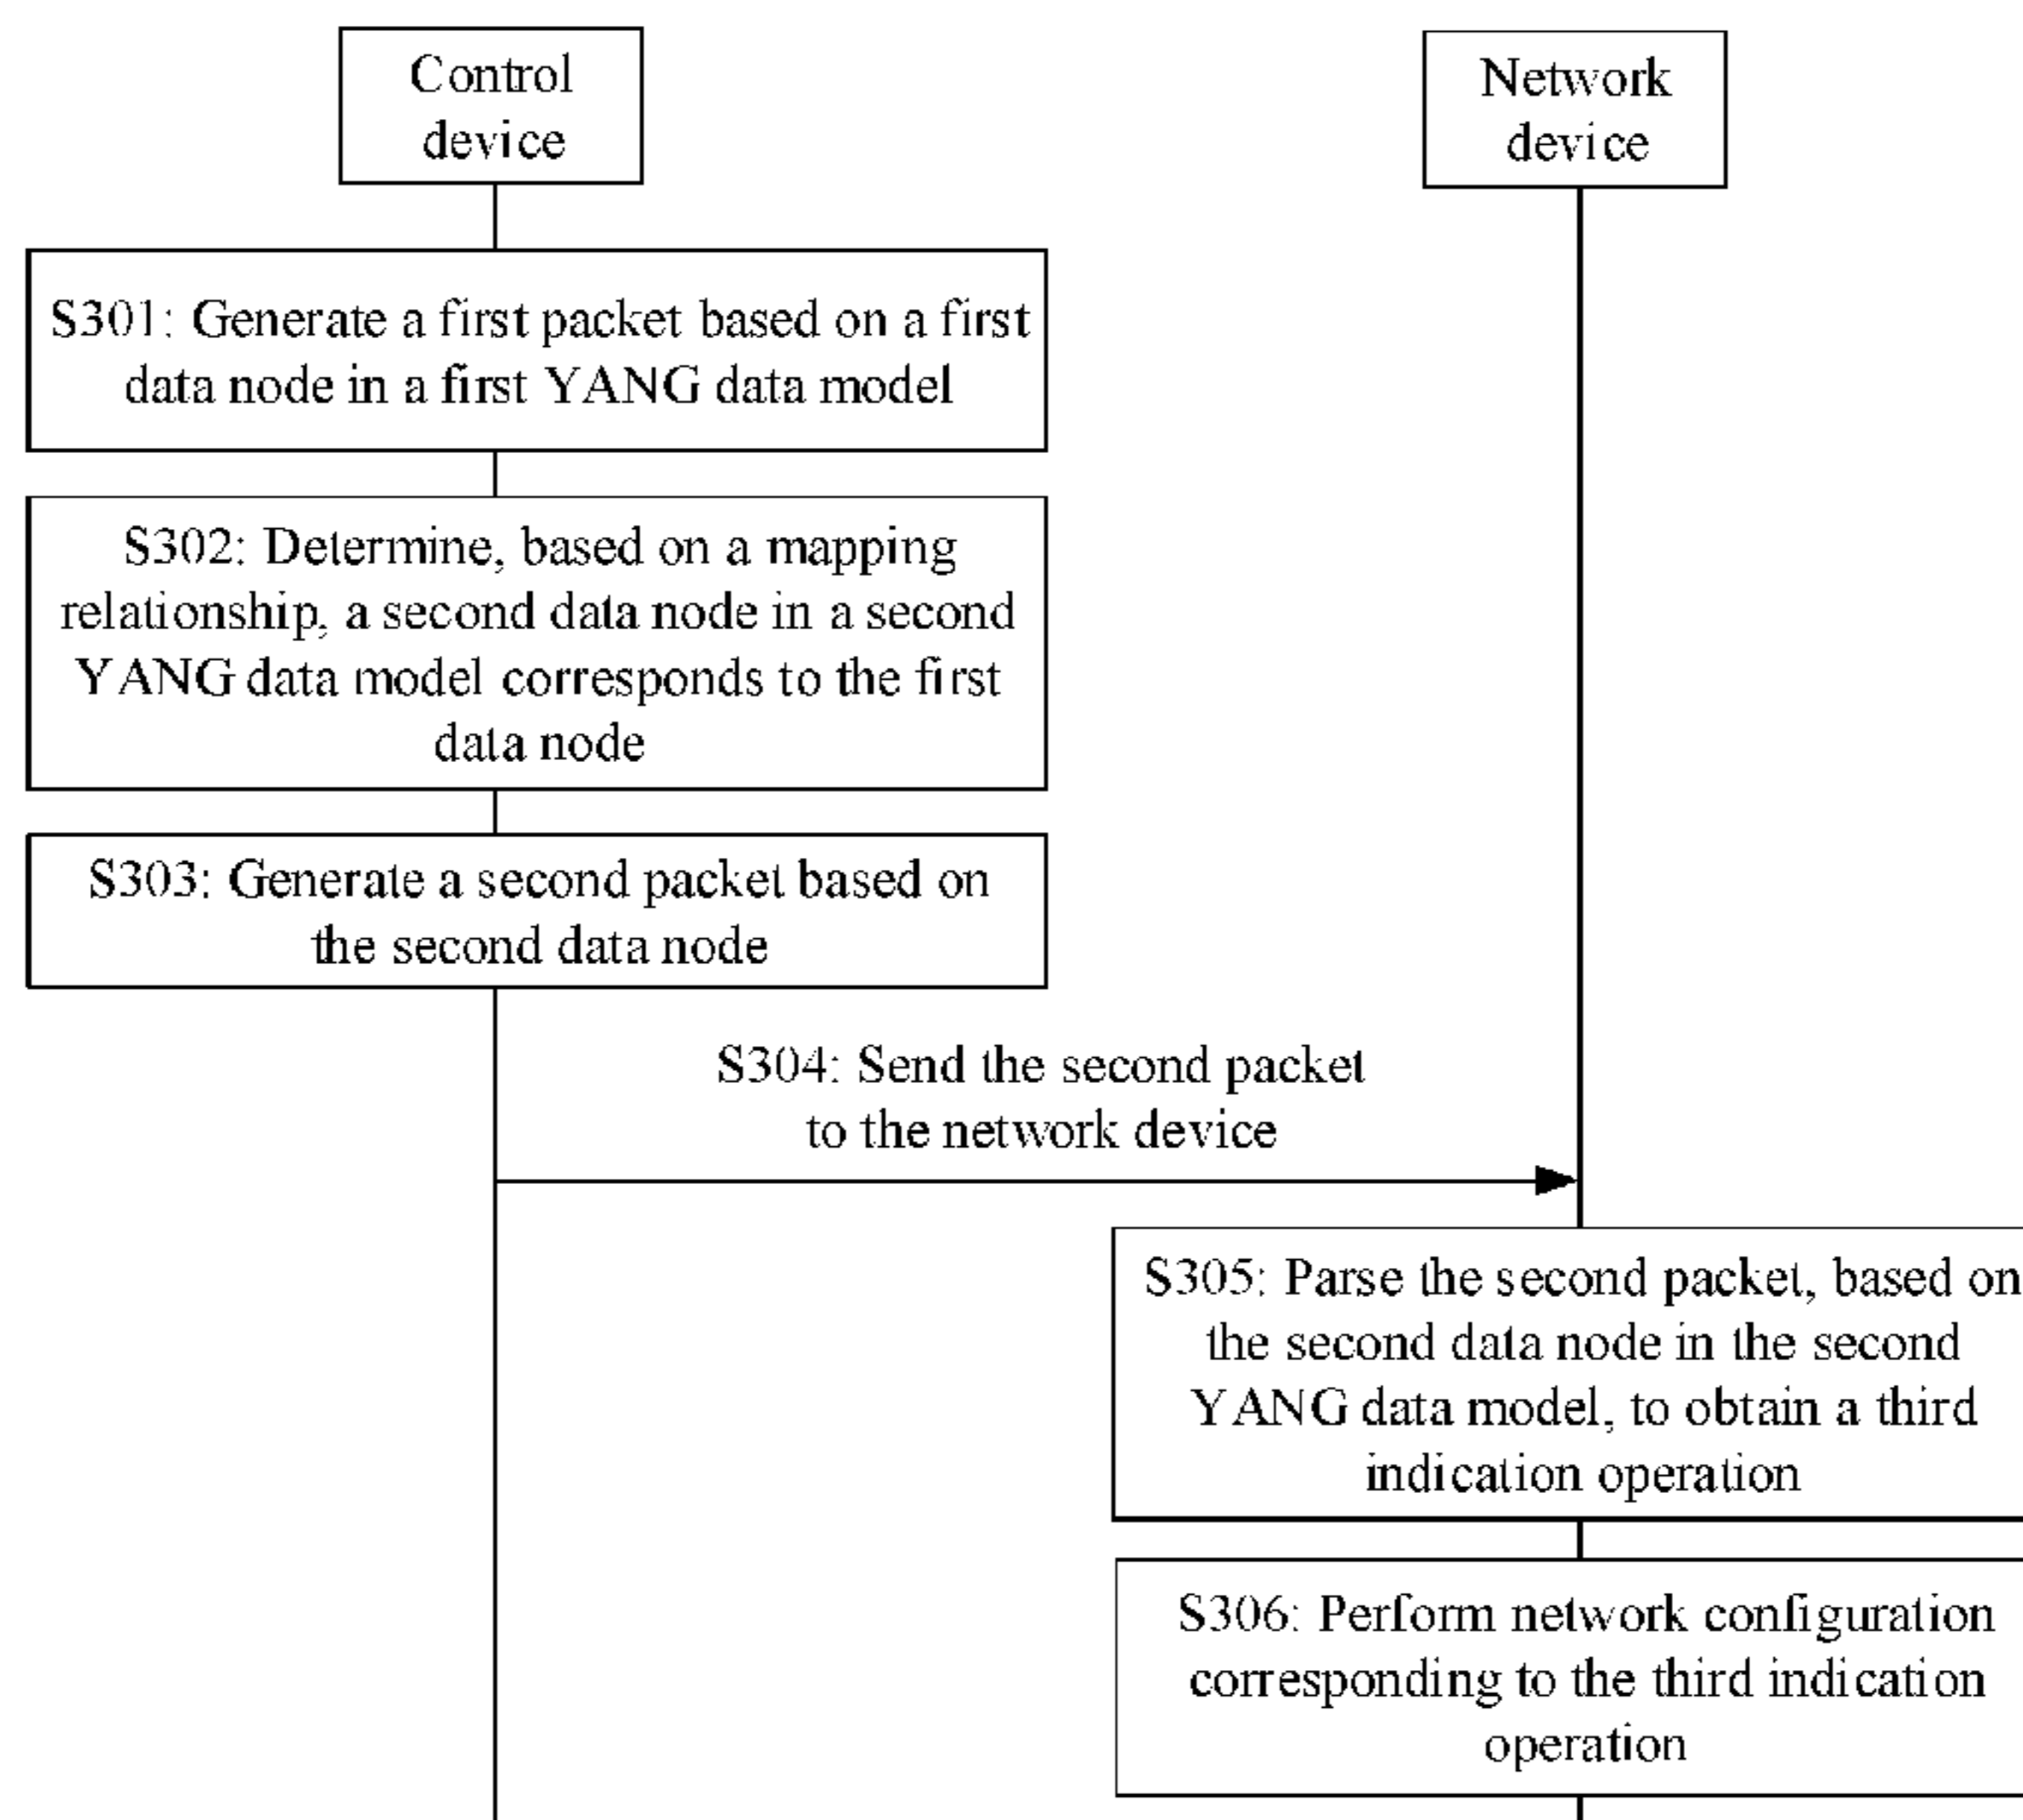 Control
device
Network
device
S301: Generate a first packet based on a first
data node in a first YANG data model
S302: Determine, based on a mapping
relationship, a second data node in a second
YANG data model corresponds to the first
data node
S303: Generate a second packet based on
the second data node
S304: Send the second packet
to the network device
S305: Parse the second packet, based on
the second data node in the second
YANG data model, to obtain a third
indication operation
S306: Perform network configuration
corresponding to the third indication
operation